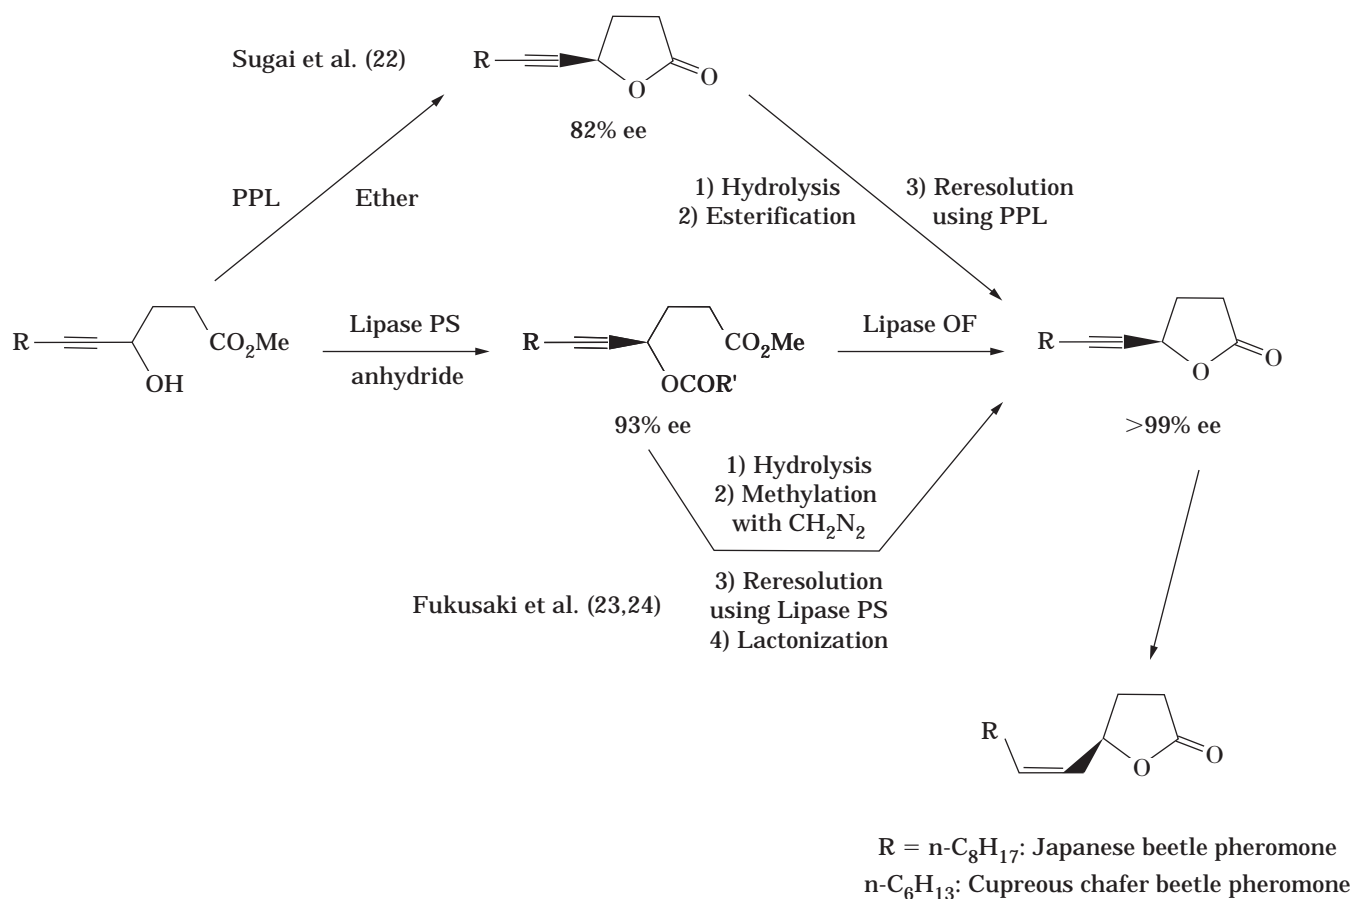 Sugai et al. (22)
R
O
O
82% ee
PPL
Ether
1) Hydrolysis
2) Esterification
3) Reresolution
using PPL
R
OH
CO₂Me
Lipase PS
anhydride
R
CO₂Me
OCOR'
93% ee
Lipase OF
R
O
O
>99% ee
1) Hydrolysis
2) Methylation
with CH₂N₂
3) Reresolution
using Lipase PS
4) Lactonization
Fukusaki et al. (23,24)
R
O
O
R = n-C₈H₁₇: Japanese beetle pheromone
n-C₆H₁₃: Cupreous chafer beetle pheromone